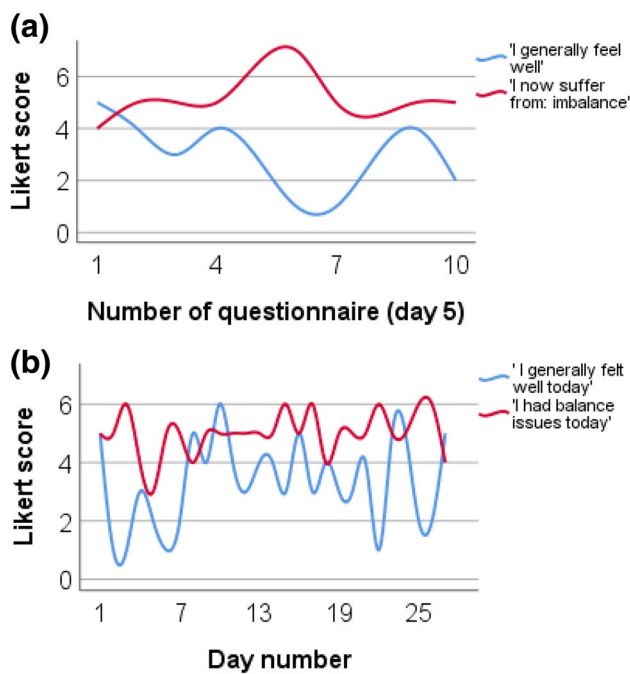 (a)
6
4
2
0
Likert score
1 4 7 10
Number of questionnaire (day 5)
'I generally feel
well'
'I now suffer
from: imbalance'
(b)
6
4
2
0
Likert score
1 7 13 19 25
Day number
' I generally felt
well today'
'I had balance
issues today'